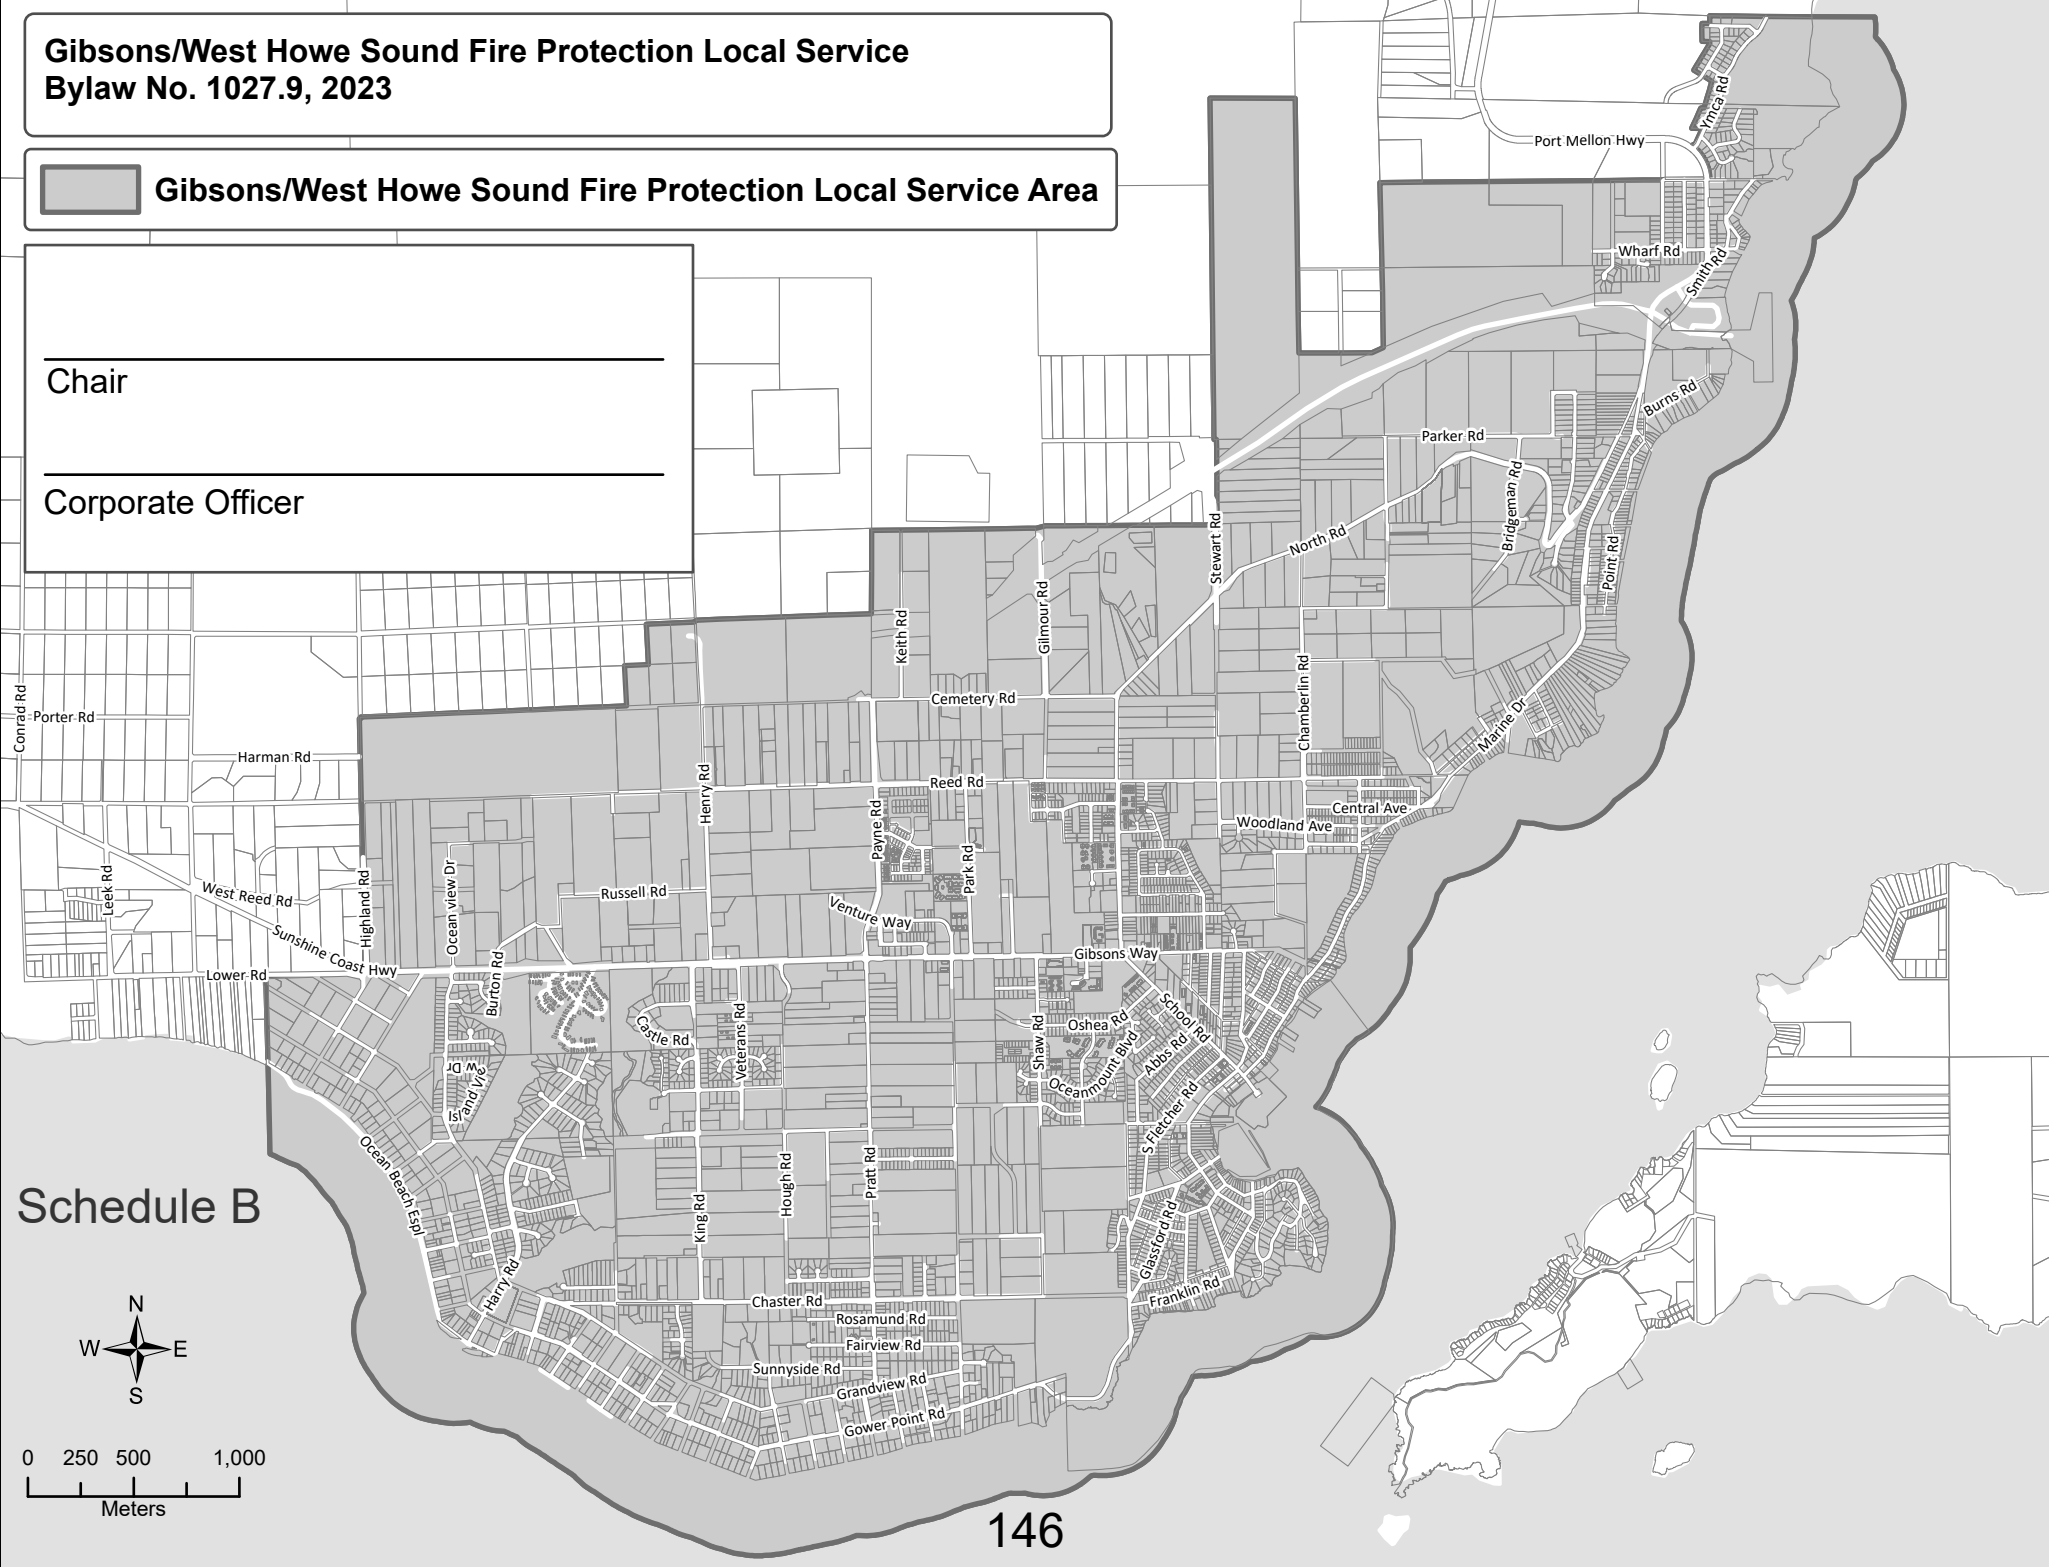 Gibsons/West Howe Sound Fire Protection Local Service
Bylaw No. 1027.9, 2023
Gibsons/West Howe Sound Fire Protection Local Service Area
Chair
Corporate Officer
Ymca Rd
Port Mellon Hwy
Wharf Rd
Smith Rd
Burns Rd
Parker Rd
Bridgeman Rd
North Rd
Stewart Rd
Point Rd
Gilmour Rd
Keith Rd
Cemetery Rd
Chamberlin Rd
Marine Dr
Conrad Rd
Porter Rd
Harman Rd
Henry Rd
Reed Rd
Payne Rd
Park Rd
Central Ave
Woodland Ave
Leek Rd
West Reed Rd
Highland Rd
Ocean view Dr
Russell Rd
Venture Way
Sunshine Coast Hwy
Lower Rd
Burton Rd
Gibsons Way
School Rd
Castle Rd
Veterans Rd
Shaw Rd
Oshea Rd
Oceanmount Blvd
Abbs Rd
Island View Dr
S Fletcher Rd
Ocean Beach Espl
King Rd
Hough Rd
Pratt Rd
Glassford Rd
Franklin Rd
Harry Rd
Chaster Rd
Rosamund Rd
Fairview Rd
Sunnyside Rd
Grandview Rd
Gower Point Rd
Schedule B
N
W E
S
0 250 500 1,000
Meters
146